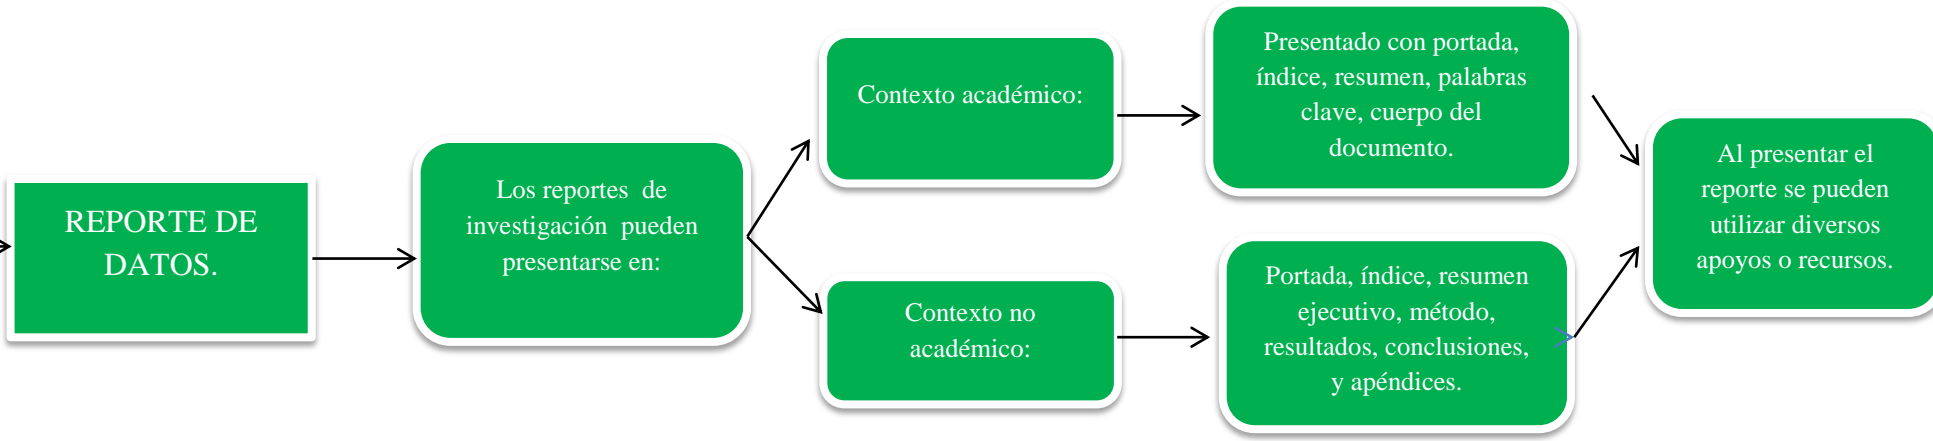 REPORTE DE
DATOS.
Los reportes  de
investigación  pueden
presentarse en:
Contexto académico:
Presentado con portada,
índice, resumen, palabras
clave, cuerpo del
documento.
Contexto no
académico:
Portada, índice, resumen
ejecutivo, método,
resultados, conclusiones,
y apéndices.
Al presentar el
reporte se pueden
utilizar diversos
apoyos o recursos.